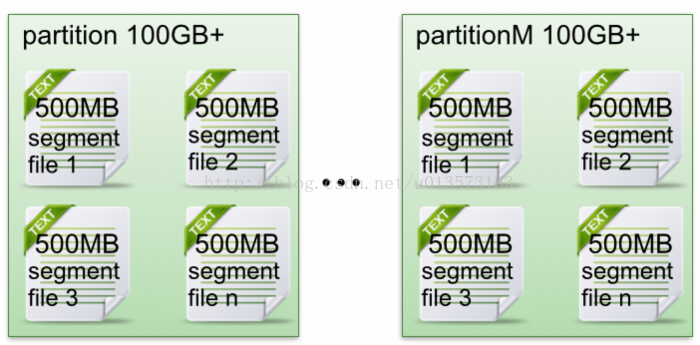 partition 100GB+
TEXT
500MB
segment
file 1
TEXT
500MB
segment
file 2
TEXT
500MB
segment
file 3
TEXT
500MB
segment
file n
partitionM 100GB+
TEXT
500MB
segment
file 1
TEXT
500MB
segment
file 2
TEXT
500MB
segment
file 3
TEXT
500MB
segment
file n